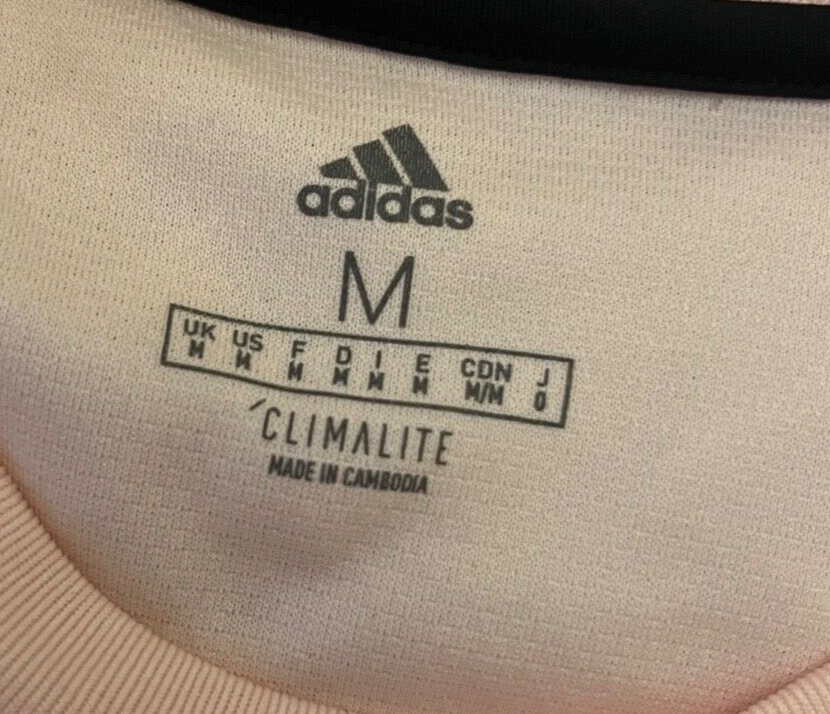 adidas
M
UK US F D I E CDN J
M M M M M M M/M O
CLIMALITE
MADE IN CAMBODIA